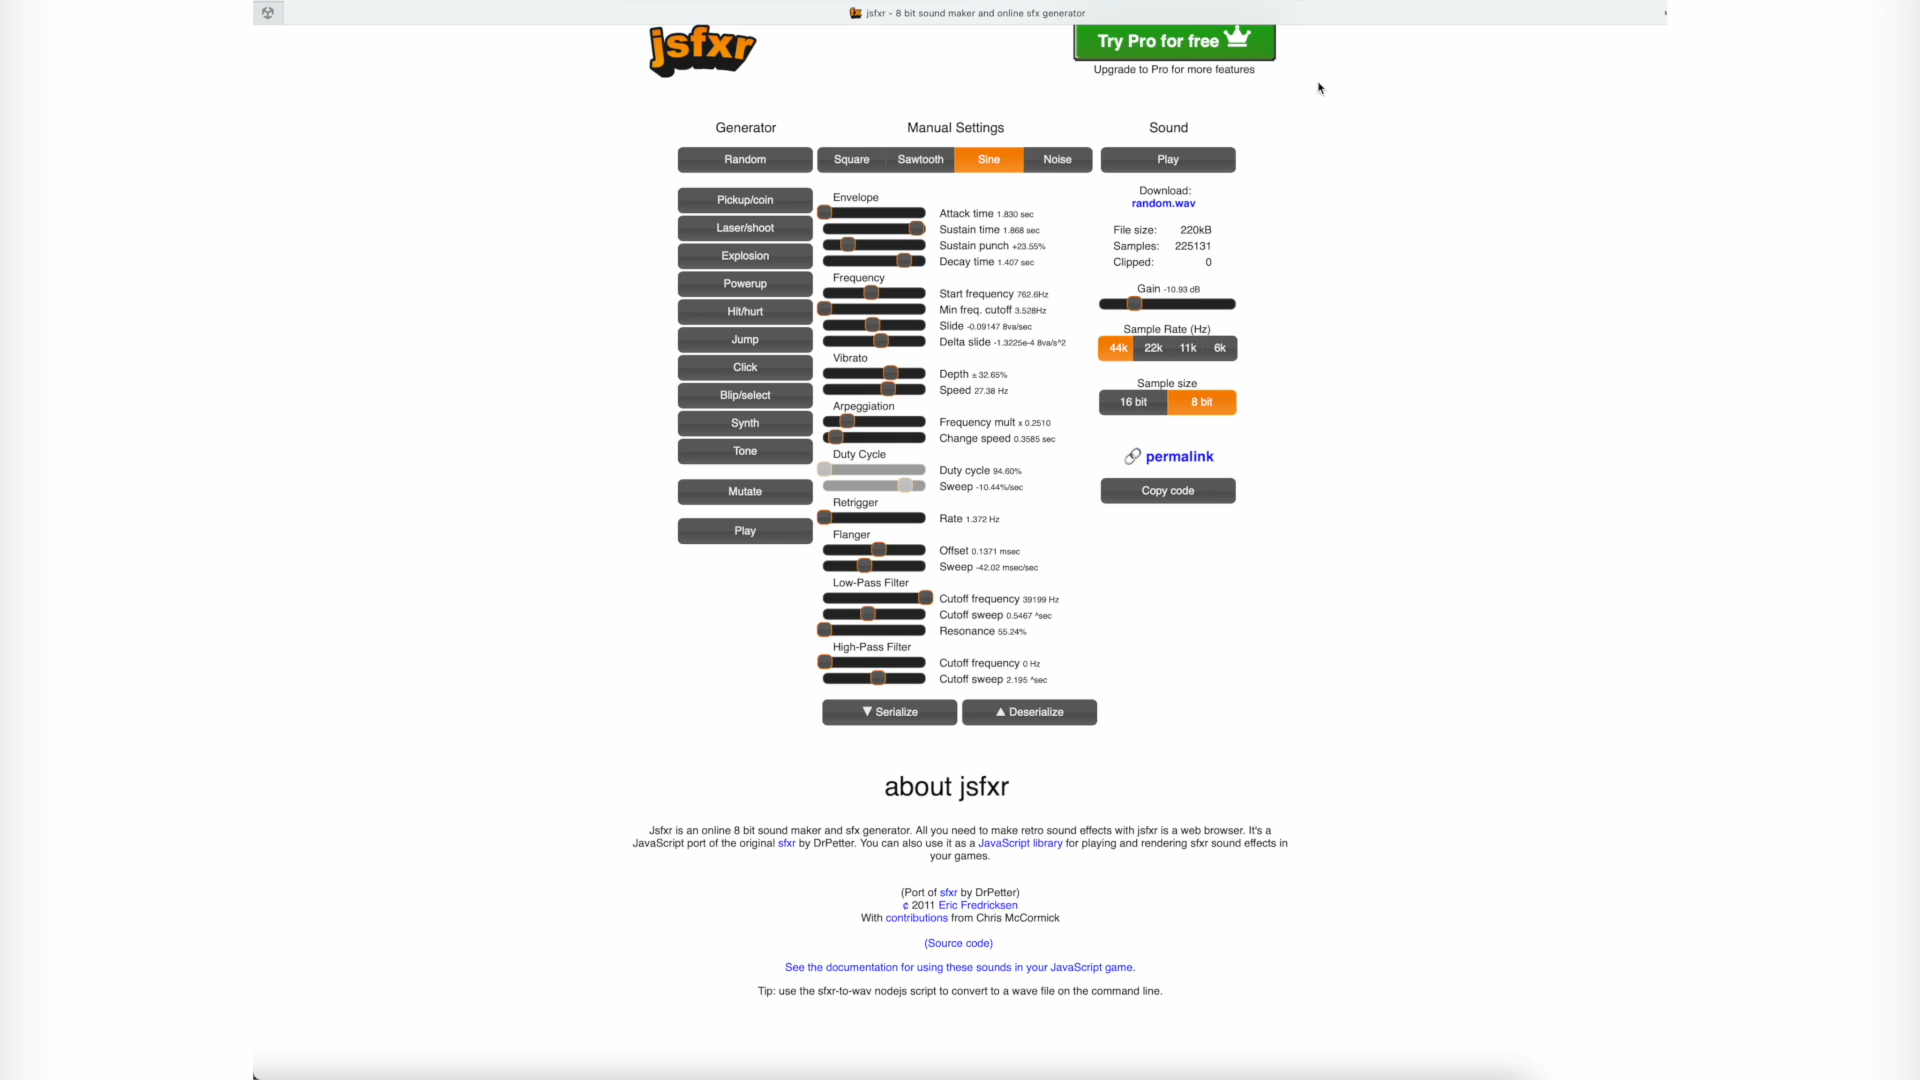 jsfxr - 8 bit sound maker and online sfx generator
jsfxr
Try Pro for free
Upgrade to Pro for more features
Generator
Random
Pickup/coin
Laser/shoot
Explosion
Powerup
Hit/hurt
Jump
Click
Blip/select
Synth
Tone
Mutate
Play
Manual Settings
Square Sawtooth Sine Noise
Envelope
Attack time 1.830 sec
Sustain time 1.868 sec
Sustain punch +23.55%
Decay time 1.407 sec
Frequency
Start frequency 762.6Hz
Min freq. cutoff 3.528Hz
Slide -0.09147 8va/sec
Delta slide -1.3225e-4 8va/s^2
Vibrato
Depth ± 32.65%
Speed 27.38 Hz
Arpeggiation
Frequency mult x 0.2510
Change speed 0.3585 sec
Duty Cycle
Duty cycle 94.60%
Sweep -10.44%/sec
Retrigger
Rate 1.372 Hz
Flanger
Offset 0.1371 msec
Sweep -42.02 msec/sec
Low-Pass Filter
Cutoff frequency 39199 Hz
Cutoff sweep 0.5467 ^sec
Resonance 55.24%
High-Pass Filter
Cutoff frequency 0 Hz
Cutoff sweep 2.195 ^sec
▼ Serialize ▲ Deserialize
Sound
Play
Download:
random.wav
File size: 220kB
Samples: 225131
Clipped: 0
Gain -10.93 dB
Sample Rate (Hz)
44k 22k 11k 6k
Sample size
16 bit 8 bit
permalink
Copy code
about jsfxr
Jsfxr is an online 8 bit sound maker and sfx generator. All you need to make retro sound effects with jsfxr is a web browser. It's a
JavaScript port of the original sfxr by DrPetter. You can also use it as a JavaScript library for playing and rendering sfxr sound effects in
your games.
(Port of sfxr by DrPetter)
¢ 2011 Eric Fredricksen
With contributions from Chris McCormick
(Source code)
See the documentation for using these sounds in your JavaScript game.
Tip: use the sfxr-to-wav nodejs script to convert to a wave file on the command line.